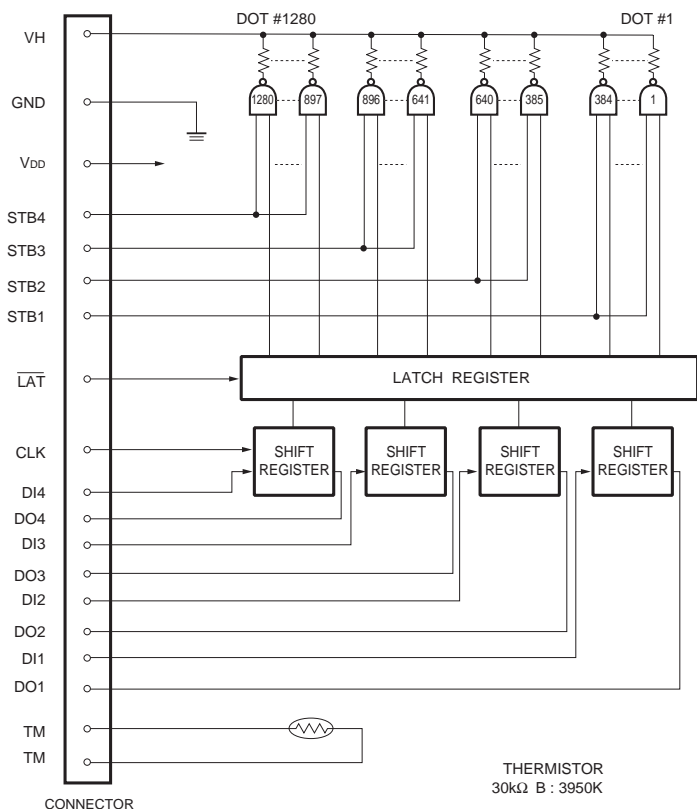 DOT #1280 DOT #1
VH
1280 897 896 641 640 385 384 1
GND
VDD
STB4
STB3
STB2
STB1
LAT
LATCH REGISTER
CLK
SHIFT REGISTER
SHIFT REGISTER
SHIFT REGISTER
SHIFT REGISTER
DI4
DO4
DI3
DO3
DI2
DO2
DI1
DO1
TM
TM
THERMISTOR
30kΩ B : 3950K
CONNECTOR